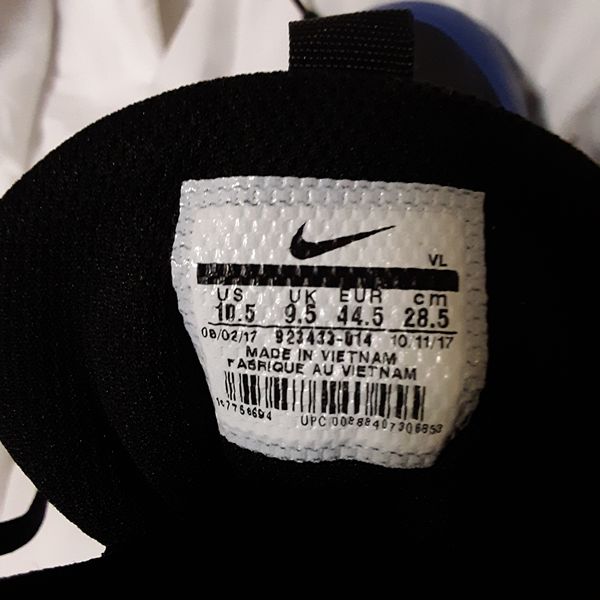 VL
US UK EUR cm
10.5 9.5 44.5 28.5
08/02/17 923433-014 10/11/17
MADE IN VIETNAM
FABRIQUE AU VIETNAM
UPC